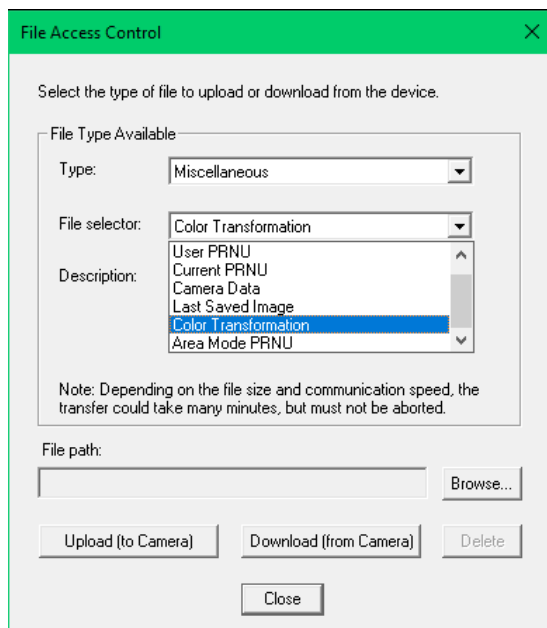 File Access Control
Select the type of file to upload or download from the device.
File Type Available
Type:
Miscellaneous
File selector:
Color Transformation
User PRNU
Current PRNU
Camera Data
Last Saved Image
Color Transformation
Area Mode PRNU
Description:
Note: Depending on the file size and communication speed, the
transfer could take many minutes, but must not be aborted.
File path:
Browse...
Upload (to Camera)
Download (from Camera)
Delete
Close